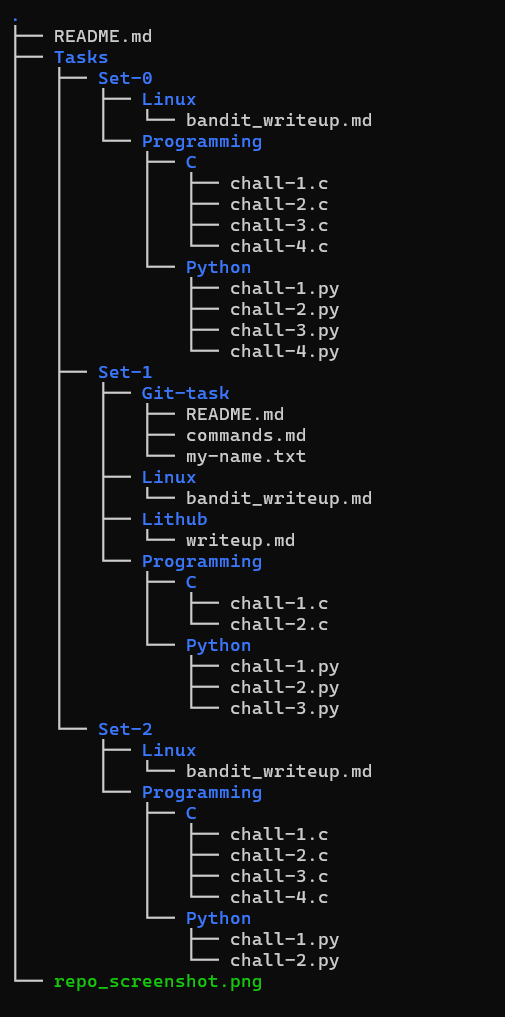 .
├── README.md
├── Tasks
│   ├── Set-0
│   │   ├── Linux
│   │   │   └── bandit_writeup.md
│   │   └── Programming
│   │       ├── C
│   │       │   ├── chall-1.c
│   │       │   ├── chall-2.c
│   │       │   ├── chall-3.c
│   │       │   └── chall-4.c
│   │       └── Python
│   │           ├── chall-1.py
│   │           ├── chall-2.py
│   │           ├── chall-3.py
│   │           └── chall-4.py
│   ├── Set-1
│   │   ├── Git-task
│   │   │   ├── README.md
│   │   │   ├── commands.md
│   │   │   └── my-name.txt
│   │   ├── Linux
│   │   │   └── bandit_writeup.md
│   │   ├── Lithub
│   │   │   └── writeup.md
│   │   └── Programming
│   │       ├── C
│   │       │   ├── chall-1.c
│   │       │   └── chall-2.c
│   │       └── Python
│   │           ├── chall-1.py
│   │           ├── chall-2.py
│   │           └── chall-3.py
│   └── Set-2
│       ├── Linux
│       │   └── bandit_writeup.md
│       └── Programming
│           ├── C
│           │   ├── chall-1.c
│           │   ├── chall-2.c
│           │   ├── chall-3.c
│           │   └── chall-4.c
│           └── Python
│               ├── chall-1.py
│               └── chall-2.py
└── repo_screenshot.png